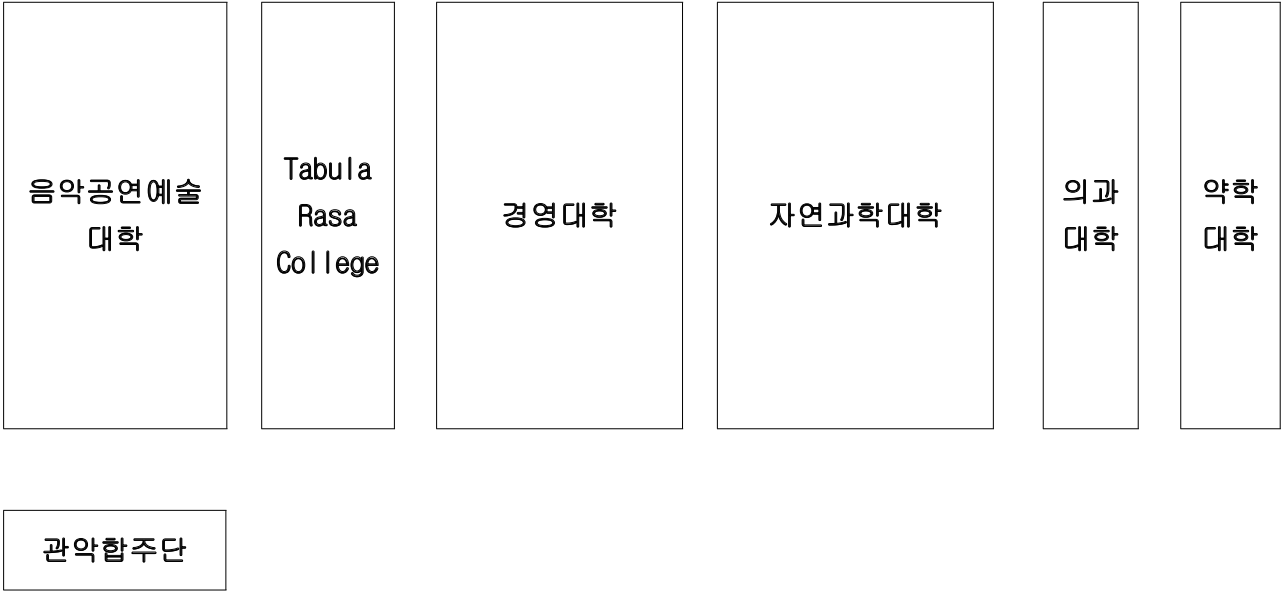 음악공연예술
대학
Tabula
Rasa
College
경영대학
자연과학대학
의과
대학
약학
대학
관악합주단